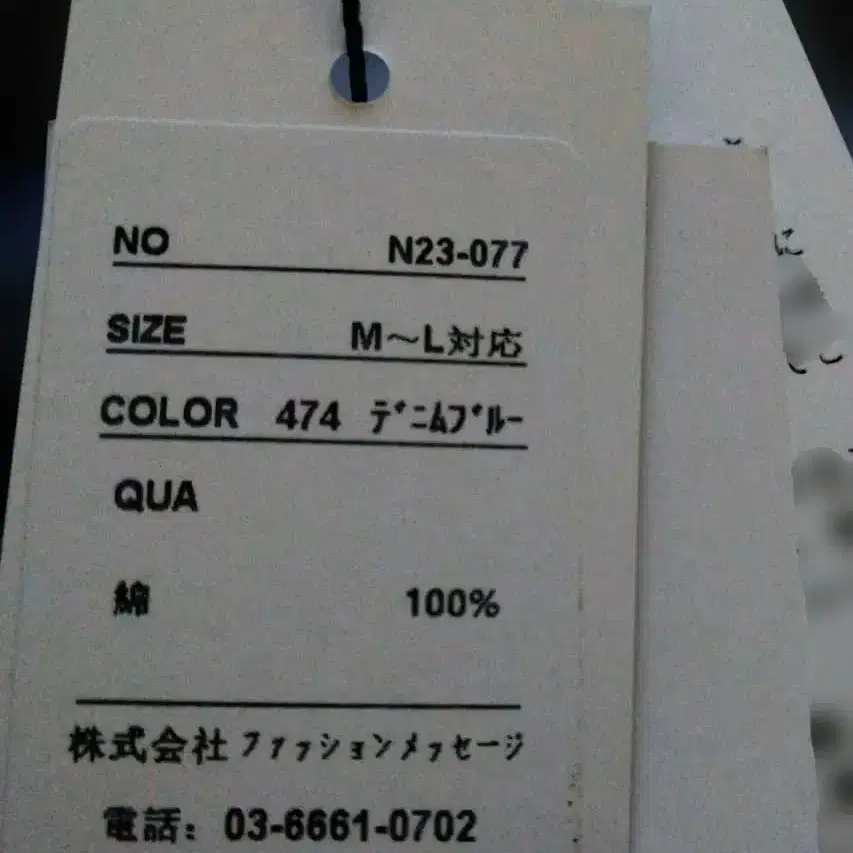 NO N23-077
SIZE M～L対応
COLOR 474 ﾃﾞﾆﾑﾌﾞﾙｰ
QUA
綿 100%
株式会社ファッションメッセージ
電話：03-6661-0702
に